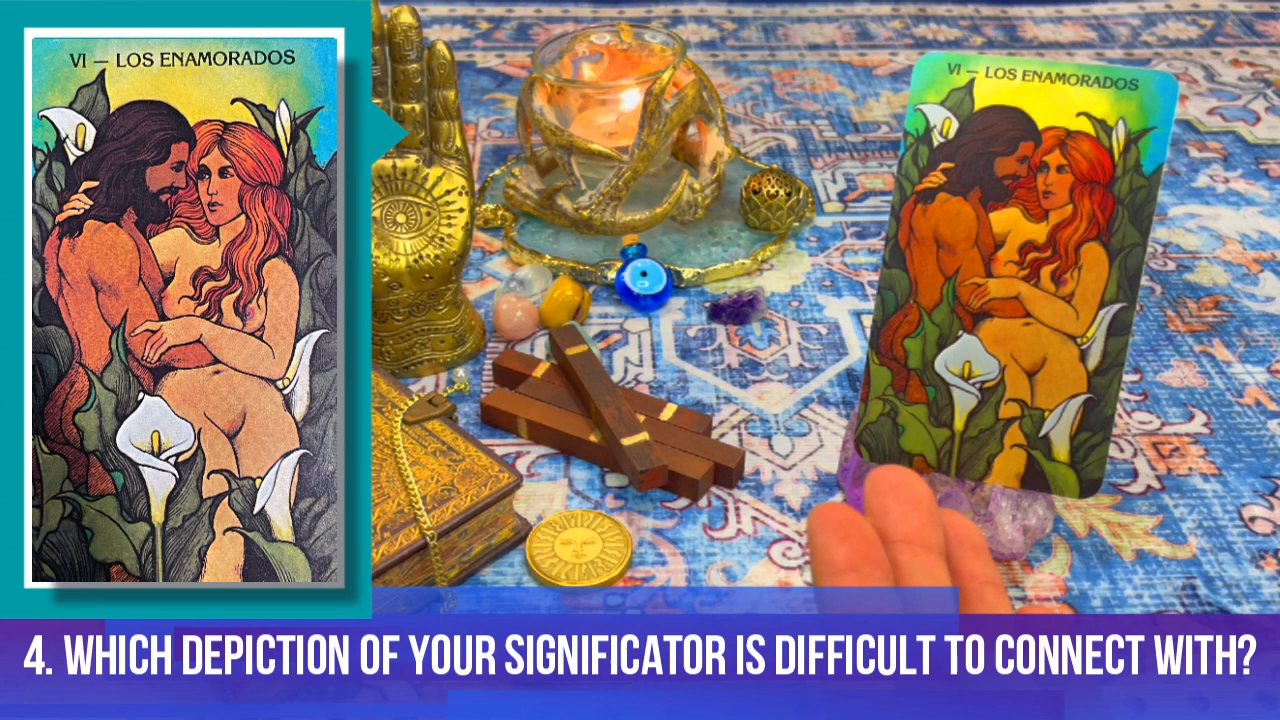 VI — LOS ENAMORADOS
VI — LOS ENAMORADOS
4. WHICH DEPICTION OF YOUR SIGNIFICATOR IS DIFFICULT TO CONNECT WITH?